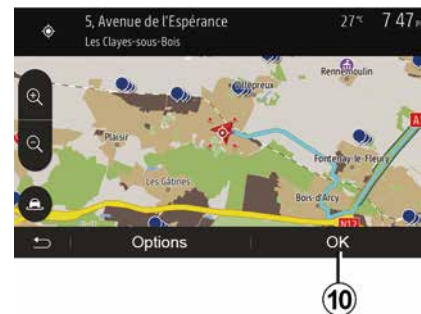 5, Avenue de l'Espérance
27°C 7 47
Les Clayes-sous-Bois
Rennemoulin
Plaisir
Fontenay-le-Fleury
Les Gâtines
Bois-d'Arcy
N12
Options
OK
10